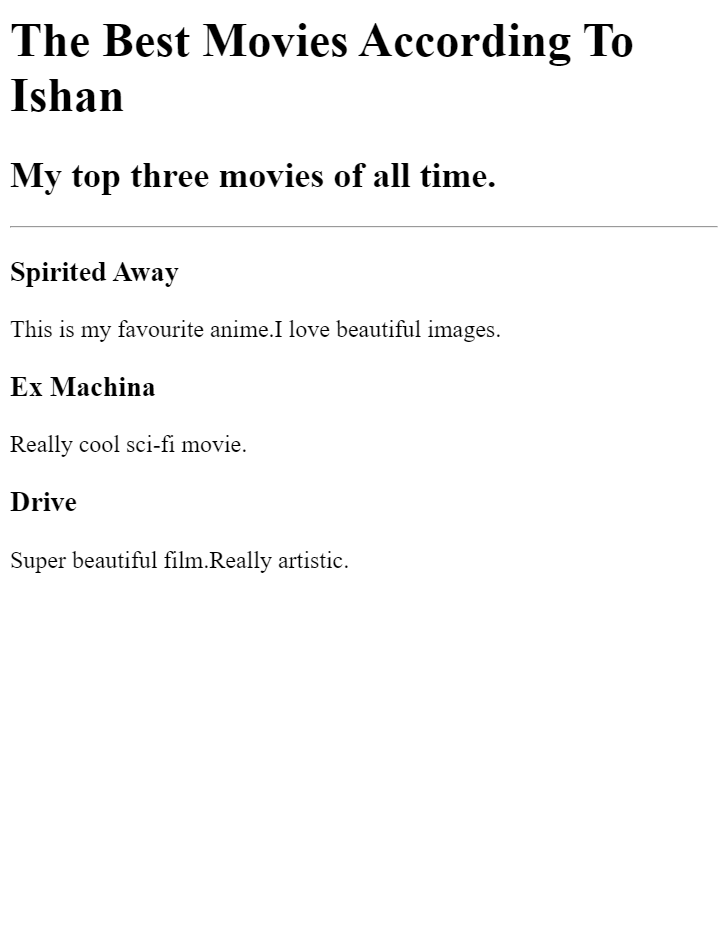 The Best Movies According To
Ishan
My top three movies of all time.
Spirited Away
This is my favourite anime.I love beautiful images.
Ex Machina
Really cool sci-fi movie.
Drive
Super beautiful film.Really artistic.